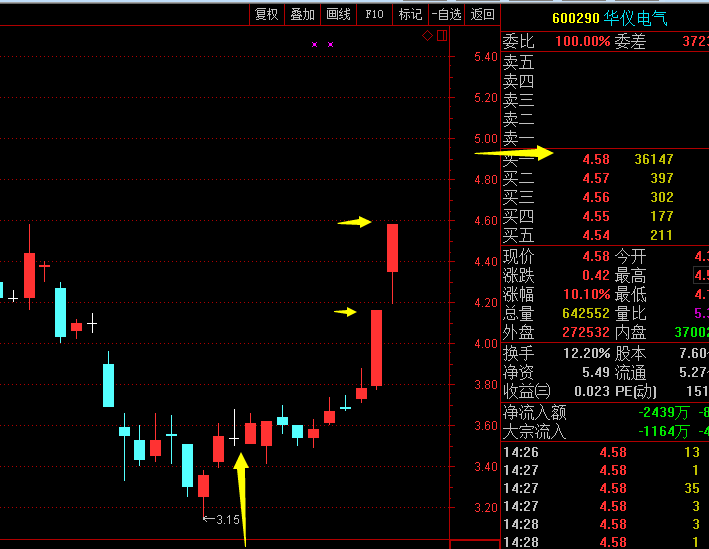 复权 叠加 画线 F10 标记 -自选 返回
600290 华仪电气
委比 100.00% 委差 3723
卖五
卖四
卖三
卖二
卖一
买一 4.58 36147
买二 4.57 397
买三 4.56 302
买四 4.55 177
买五 4.54 211
现价 4.58 今开
涨跌 0.42 最高
涨幅 10.10% 最低
总量 642552 量比
外盘 272532 内盘 37002
换手 12.20% 股本 7.60
净资 5.49 流通 5.27
收益㈢ 0.023 PE(动) 151
净流入额 -2439万
大宗流入 -1164万
14:26 4.58 13
14:27 4.58 1
14:27 4.58 35
14:27 4.58 3
14:28 4.58 3
14:28 4.58 1
5.40
5.20
5.00
4.80
4.60
4.40
4.20
4.00
3.80
3.60
3.40
3.20
3.15